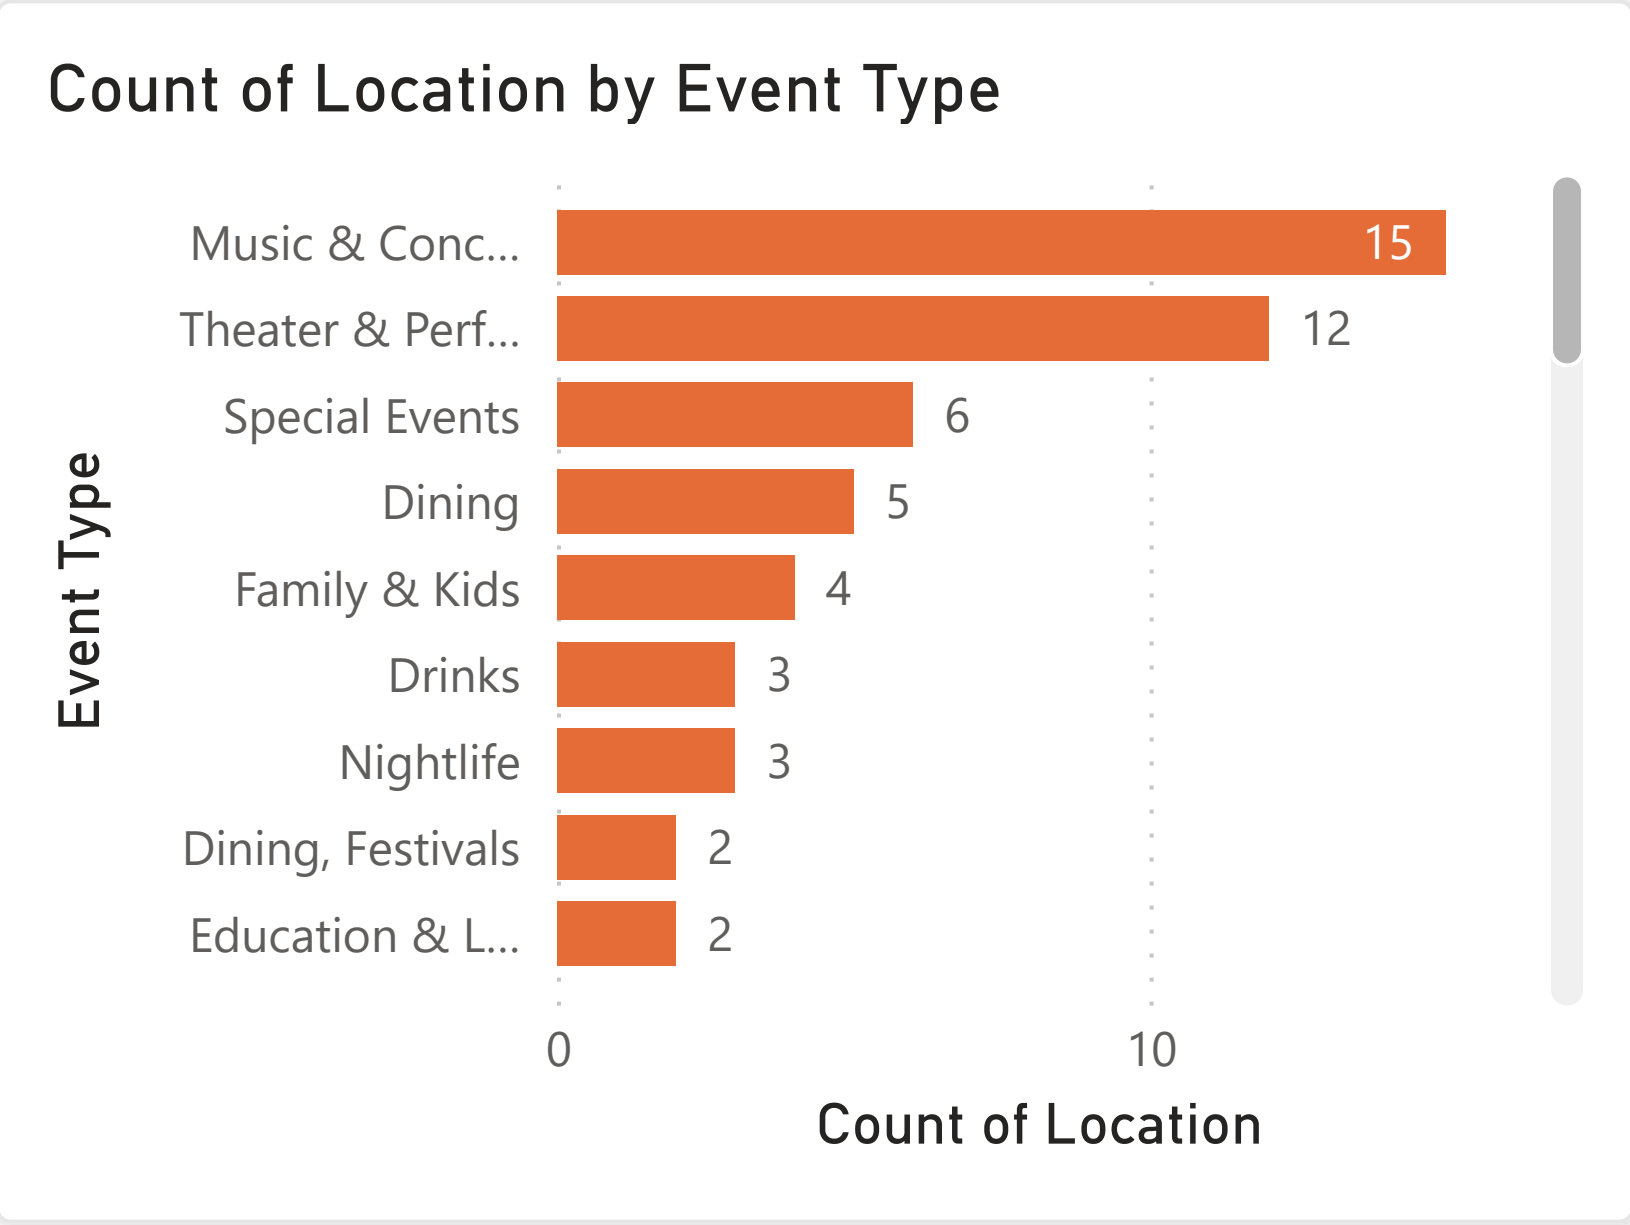 Count of Location by Event Type
Event Type
Music & Conc...
15
Theater & Perf...
12
Special Events
6
Dining
5
Family & Kids
4
Drinks
3
Nightlife
3
Dining, Festivals
2
Education & L...
2
0
10
Count of Location